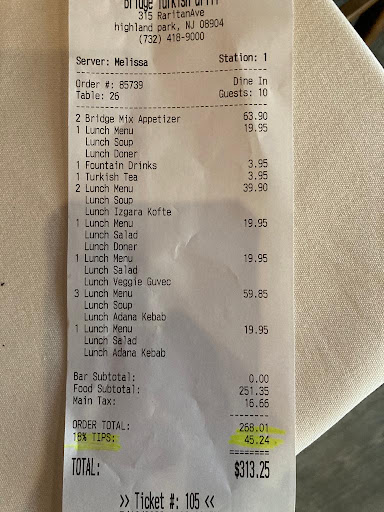 Bridge Turkish Grill
315 RaritanAve
highland park, NJ 08904
(732) 418-9000
Server: Melissa Station: 1
Order #: 85739 Dine In
Table: 26 Guests: 10
2 Bridge Mix Appetizer 63.90
1 Lunch Menu 19.95
Lunch Soup
Lunch Doner
1 Fountain Drinks 3.95
1 Turkish Tea 3.95
2 Lunch Menu 39.90
Lunch Soup
Lunch Izgara Kofte
1 Lunch Menu 19.95
Lunch Salad
Lunch Doner
1 Lunch Menu 19.95
Lunch Salad
Lunch Veggie Guvec
3 Lunch Menu 59.85
Lunch Soup
Lunch Adana Kebab
1 Lunch Menu 19.95
Lunch Salad
Lunch Adana Kebab
Bar Subtotal: 0.00
Food Subtotal: 251.35
Main Tax: 16.66
ORDER TOTAL: 268.01
18% TIPS: 45.24
TOTAL: $313.25
>> Ticket #: 105 <<